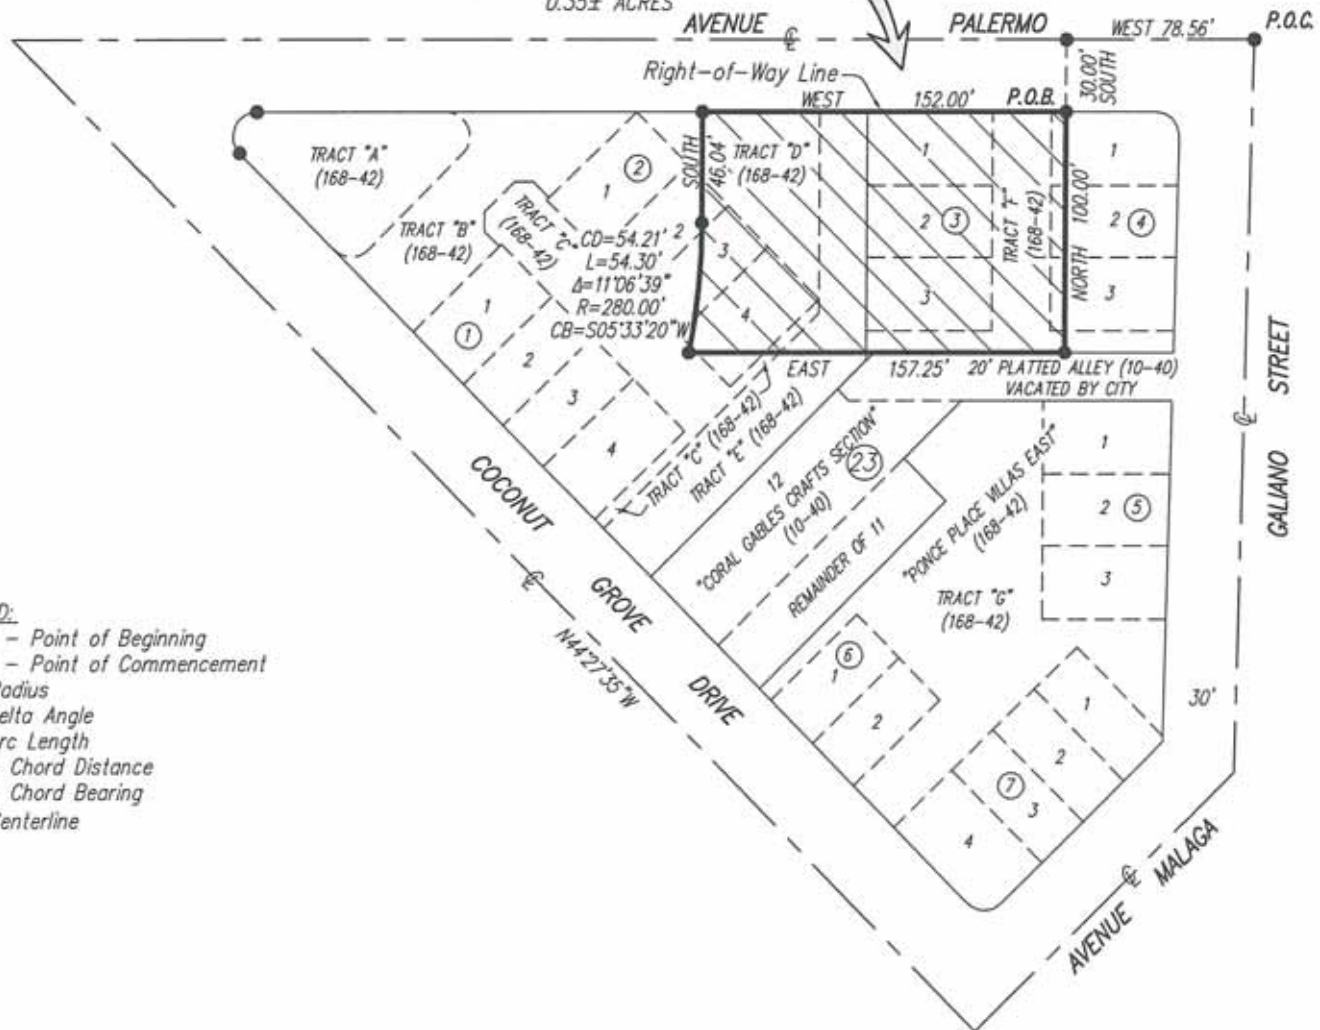 0.35± ACRES
AVENUE ℄ PALERMO
WEST 78.56'
P.O.C.
30.00'
SOUTH
Right-of-Way Line
WEST 152.00' P.O.B.
TRACT "A"
(168-42)
TRACT "B"
(168-42)
TRACT "C"
(168-42)
1
2
2
SOUTH
46.04'
TRACT "D"
(168-42)
3
4
CD=54.21'
L=54.30'
Δ=11°06'39"
R=280.00'
CB=S05°33'20"W
1
2
3
3
TRACT "F"
(168-42)
NORTH 100.00'
1
2
4
3
EAST 157.25'
20' PLATTED ALLEY (10-40)
VACATED BY CITY
1
1
2
3
4
TRACT "C" (168-42)
TRACT "E" (168-42)
12
"CORAL GABLES CRAFTS SECTION"
(10-40)
23
REMAINDER OF 11
"PONCE PLACE VILLAS EAST"
(168-42)
TRACT "G"
(168-42)
1
2
5
3
GALIANO STREET
℄
COCONUT GROVE DRIVE
℄
N44°27'35"W
6
1
2
1
2
7
3
4
30'
AVENUE ℄ MALAGA
D:
– Point of Beginning
– Point of Commencement
adius
elta Angle
rc Length
Chord Distance
Chord Bearing
enterline